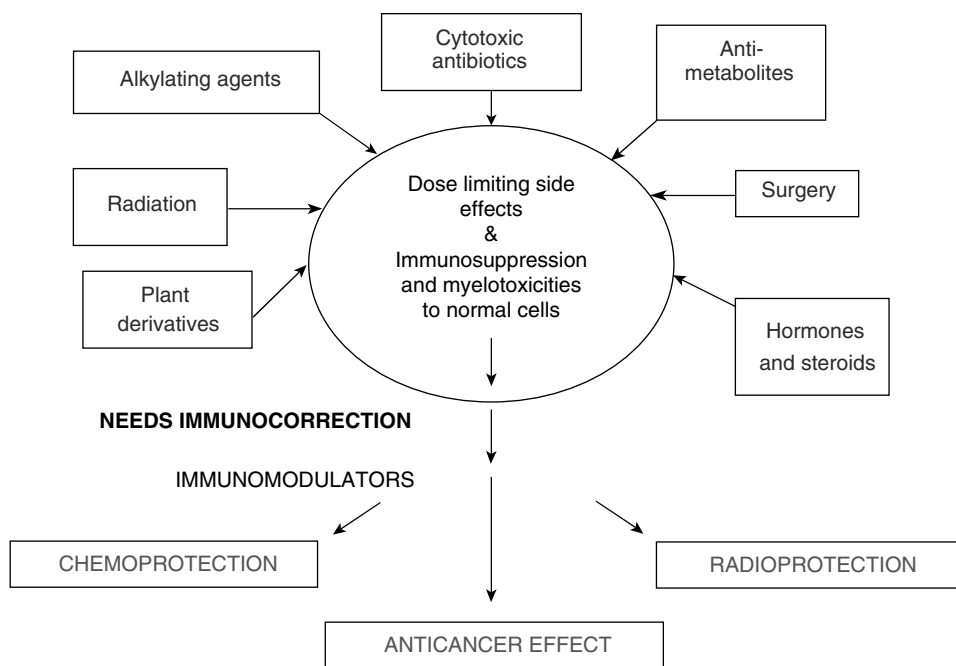 Cytotoxic
antibiotics
Anti-
metabolites
Alkylating agents
Radiation
Surgery
Dose limiting side
effects
&
Immunosuppression
and myelotoxicities
to normal cells
Plant
derivatives
Hormones
and steroids
NEEDS IMMUNOCORRECTION
IMMUNOMODULATORS
CHEMOPROTECTION
RADIOPROTECTION
ANTICANCER EFFECT